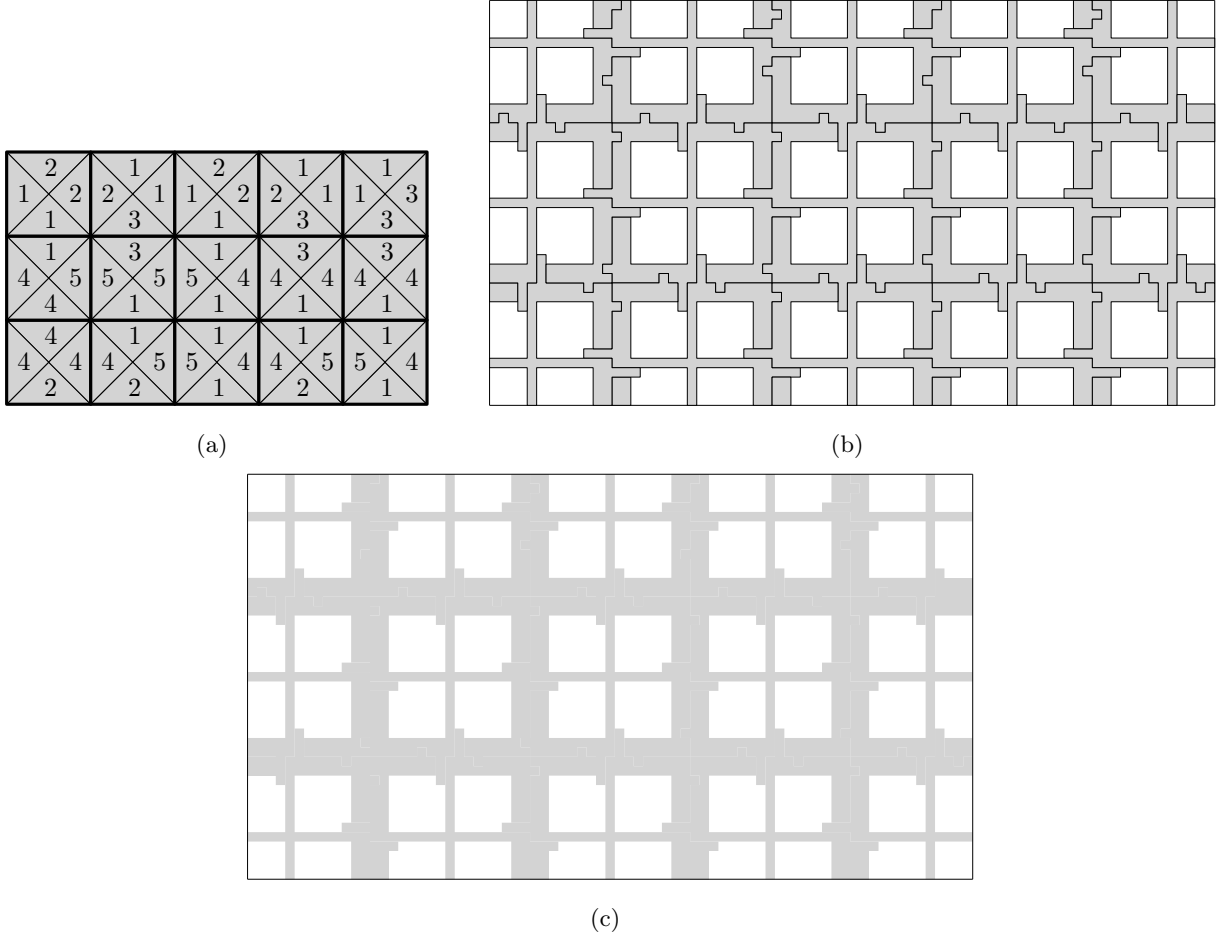 2 1 2 1 1
1 2 2 1 1 2 2 1 1 3
1 3 1 3 3
1 3 1 3 3
4 5 5 5 5 4 4 4 4 4
4 1 1 1 1
4 1 1 1 1
4 4 4 5 5 4 4 5 5 4
2 2 1 2 1
(a)
(b)
(c)